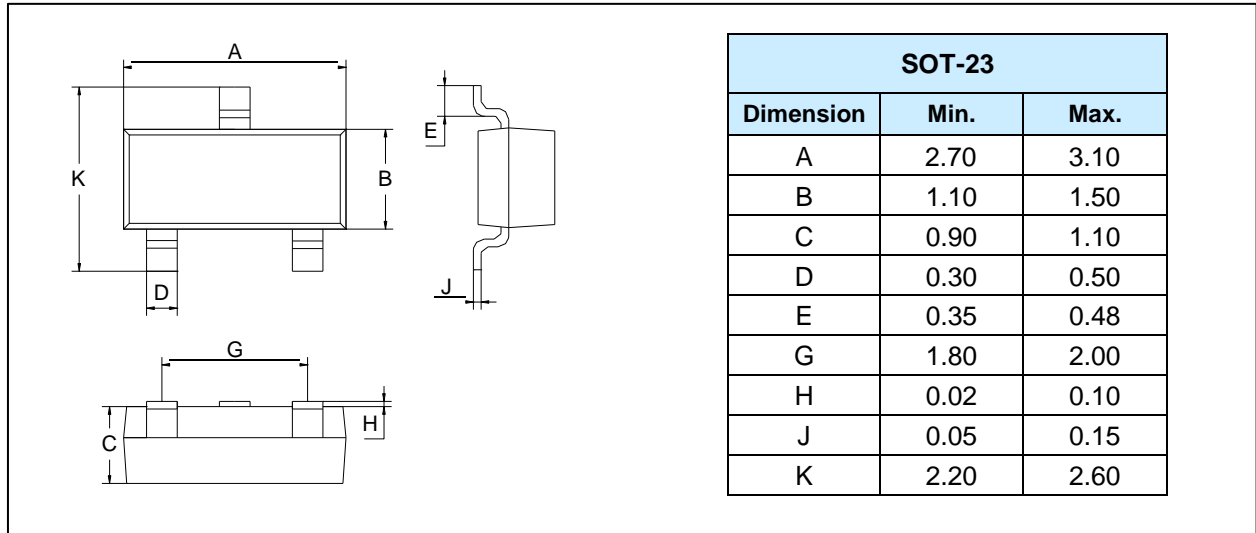 A
K
B
D
E
J
G
C
H
SOT-23
Dimension Min. Max.
A 2.70 3.10
B 1.10 1.50
C 0.90 1.10
D 0.30 0.50
E 0.35 0.48
G 1.80 2.00
H 0.02 0.10
J 0.05 0.15
K 2.20 2.60